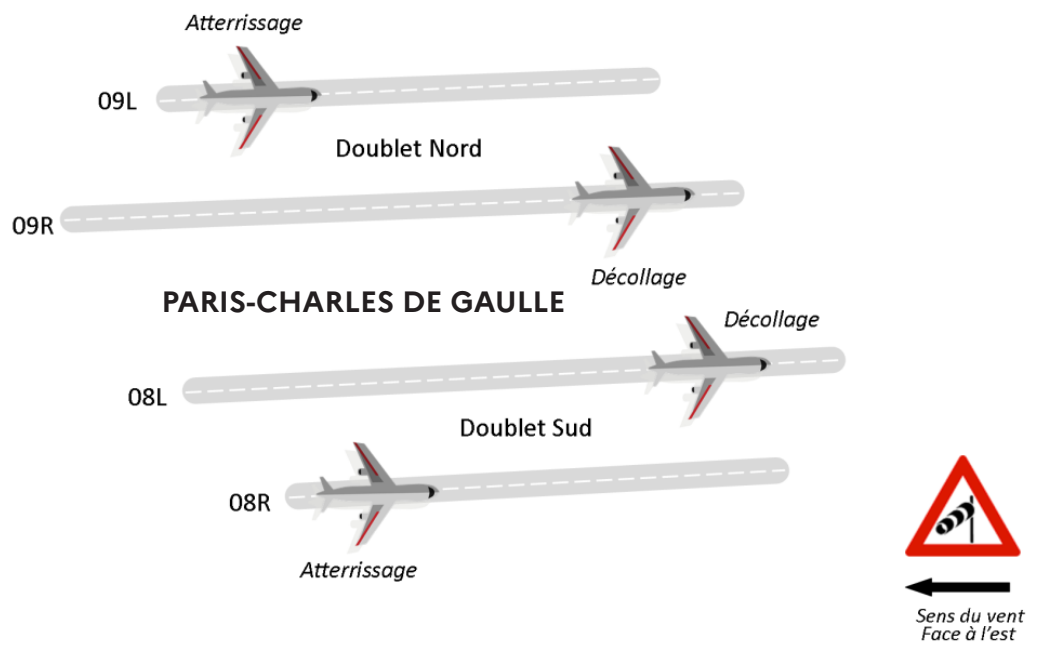 Atterrissage
09L
Doublet Nord
09R
Décollage
PARIS-CHARLES DE GAULLE
Décollage
08L
Doublet Sud
08R
Atterrissage
Sens du vent
Face à l'est